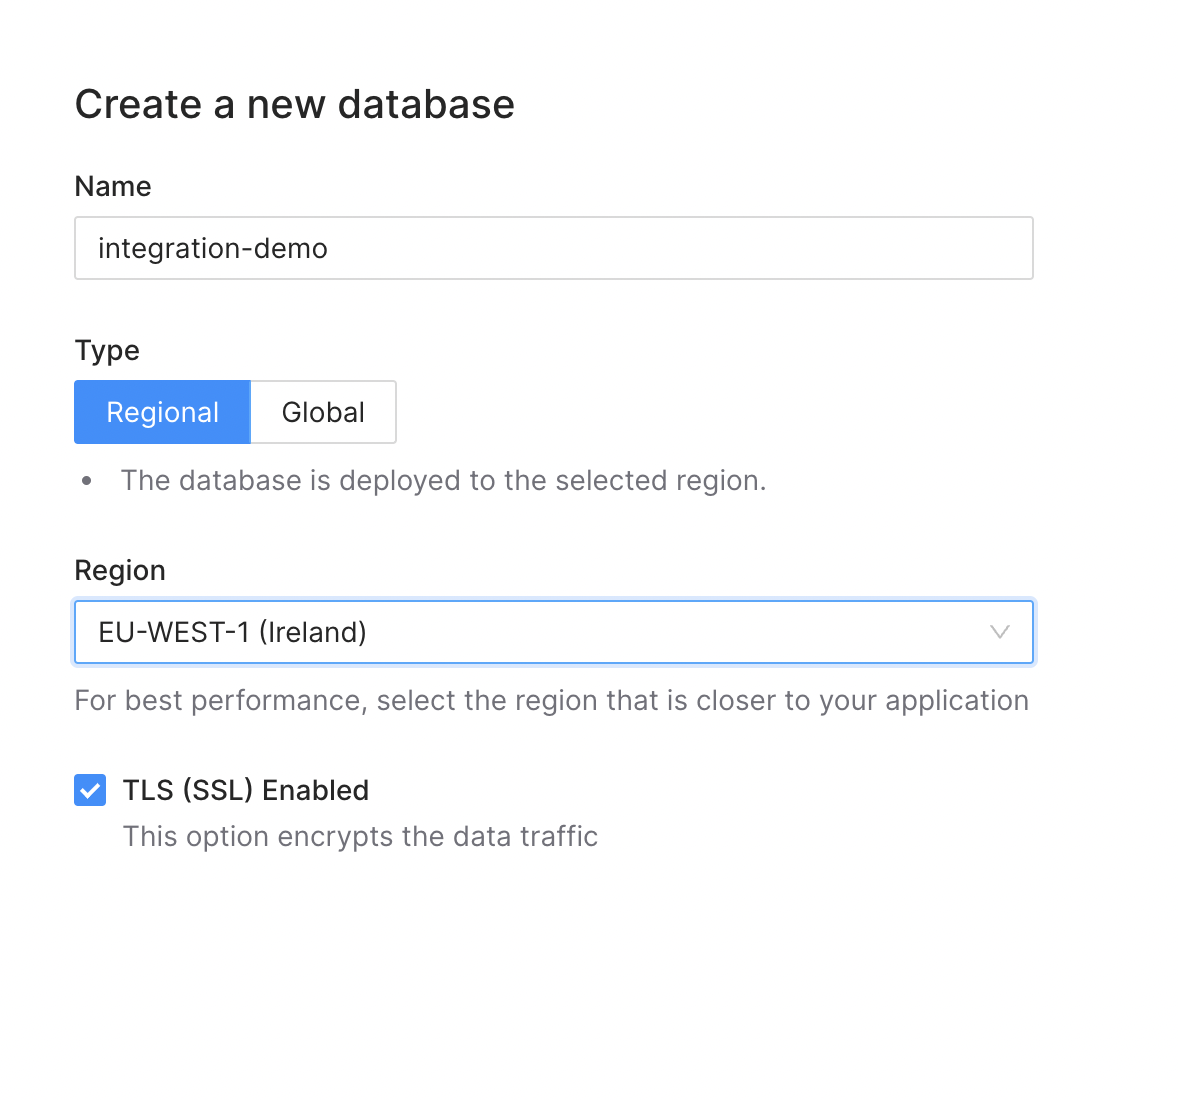 Create a new database
Name
integration-demo
Type
Regional
Global
• The database is deployed to the selected region.
Region
EU-WEST-1 (Ireland)
For best performance, select the region that is closer to your application
TLS (SSL) Enabled
This option encrypts the data traffic